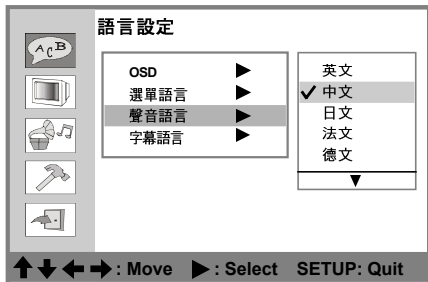 語言設定
ABC
OSD
選單語言
聲音語言
字幕語言
英文
✓ 中文
日文
法文
德文
: Move ▶ : Select SETUP: Quit